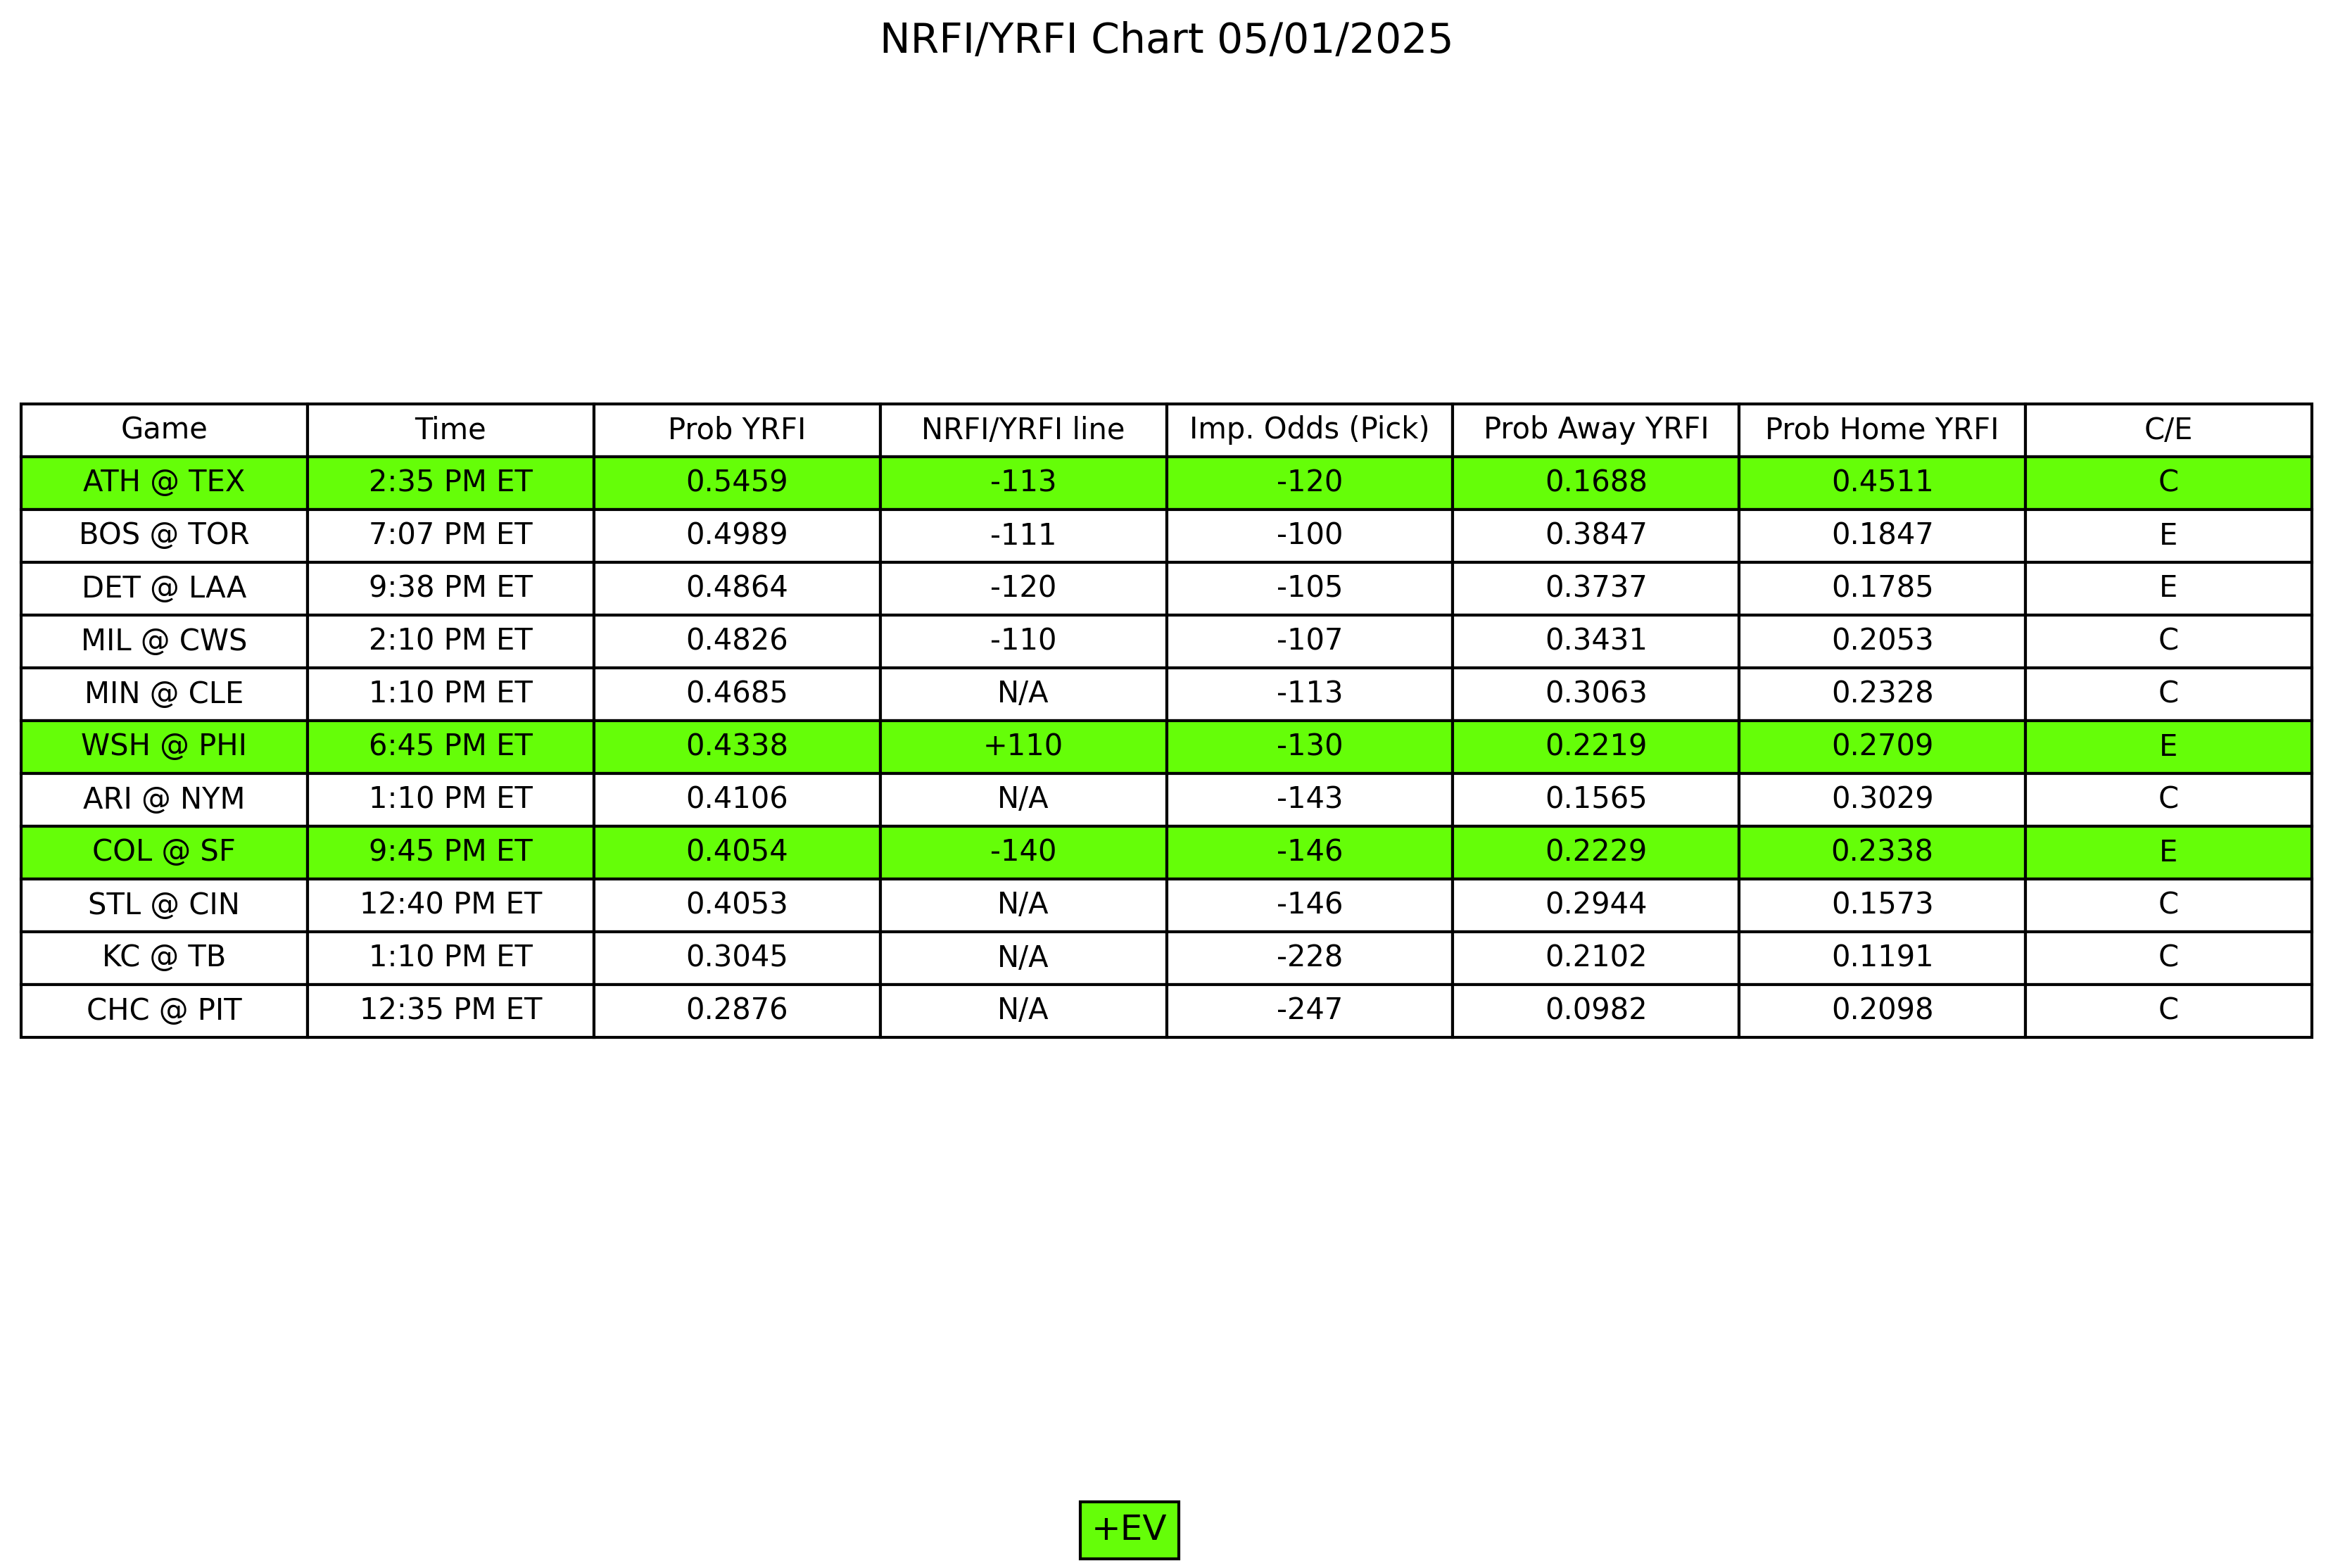 NRFI/YRFI Chart 05/01/2025
Game Time Prob YRFI NRFI/YRFI line Imp. Odds (Pick) Prob Away YRFI Prob Home YRFI C/E
ATH @ TEX 2:35 PM ET 0.5459 -113 -120 0.1688 0.4511 C
BOS @ TOR 7:07 PM ET 0.4989 -111 -100 0.3847 0.1847 E
DET @ LAA 9:38 PM ET 0.4864 -120 -105 0.3737 0.1785 E
MIL @ CWS 2:10 PM ET 0.4826 -110 -107 0.3431 0.2053 C
MIN @ CLE 1:10 PM ET 0.4685 N/A -113 0.3063 0.2328 C
WSH @ PHI 6:45 PM ET 0.4338 +110 -130 0.2219 0.2709 E
ARI @ NYM 1:10 PM ET 0.4106 N/A -143 0.1565 0.3029 C
COL @ SF 9:45 PM ET 0.4054 -140 -146 0.2229 0.2338 E
STL @ CIN 12:40 PM ET 0.4053 N/A -146 0.2944 0.1573 C
KC @ TB 1:10 PM ET 0.3045 N/A -228 0.2102 0.1191 C
CHC @ PIT 12:35 PM ET 0.2876 N/A -247 0.0982 0.2098 C
+EV